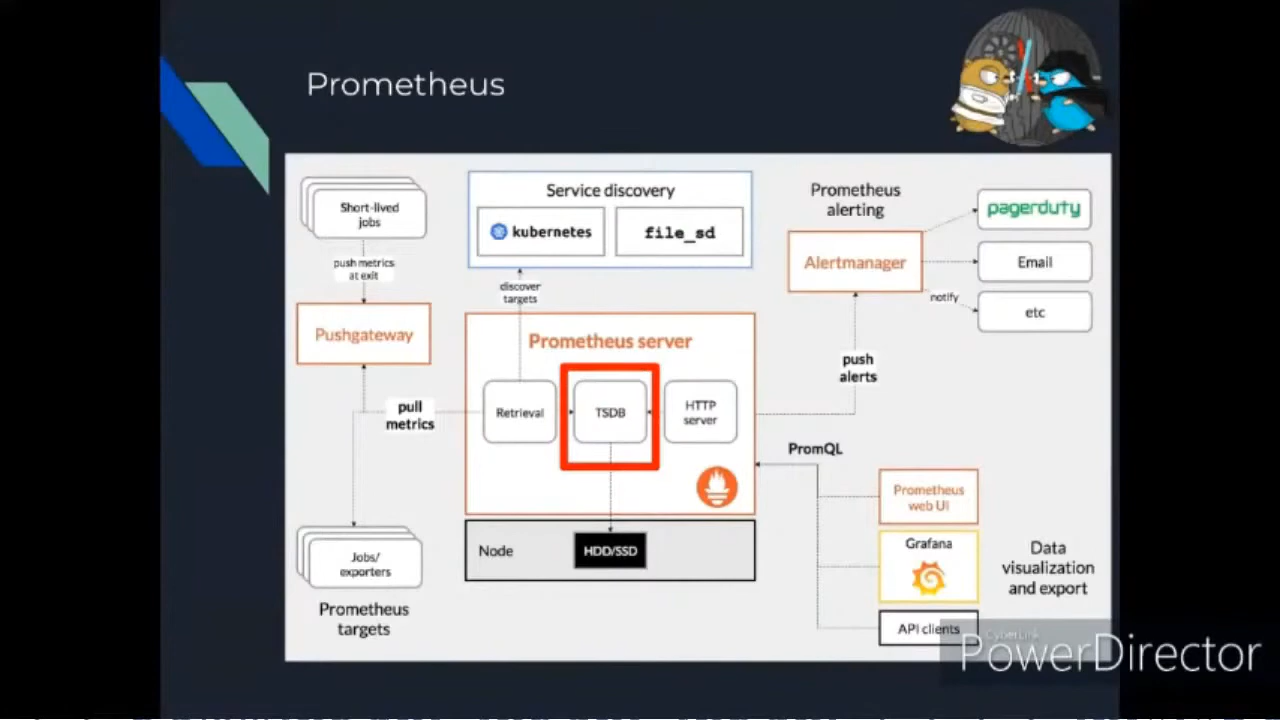 Prometheus
Short-lived
jobs
push metrics
at exit
Pushgateway
pull
metrics
Jobs/
exporters
Prometheus
targets
Service discovery
kubernetes
file_sd
discover
targets
Prometheus server
Retrieval
TSDB
HTTP
server
Node
HDD/SSD
Prometheus
alerting
Alertmanager
pagerduty
Email
etc
notify
push
alerts
PromQL
Prometheus
web UI
Grafana
API clients
Data
visualization
and export
CyberLink
PowerDirector